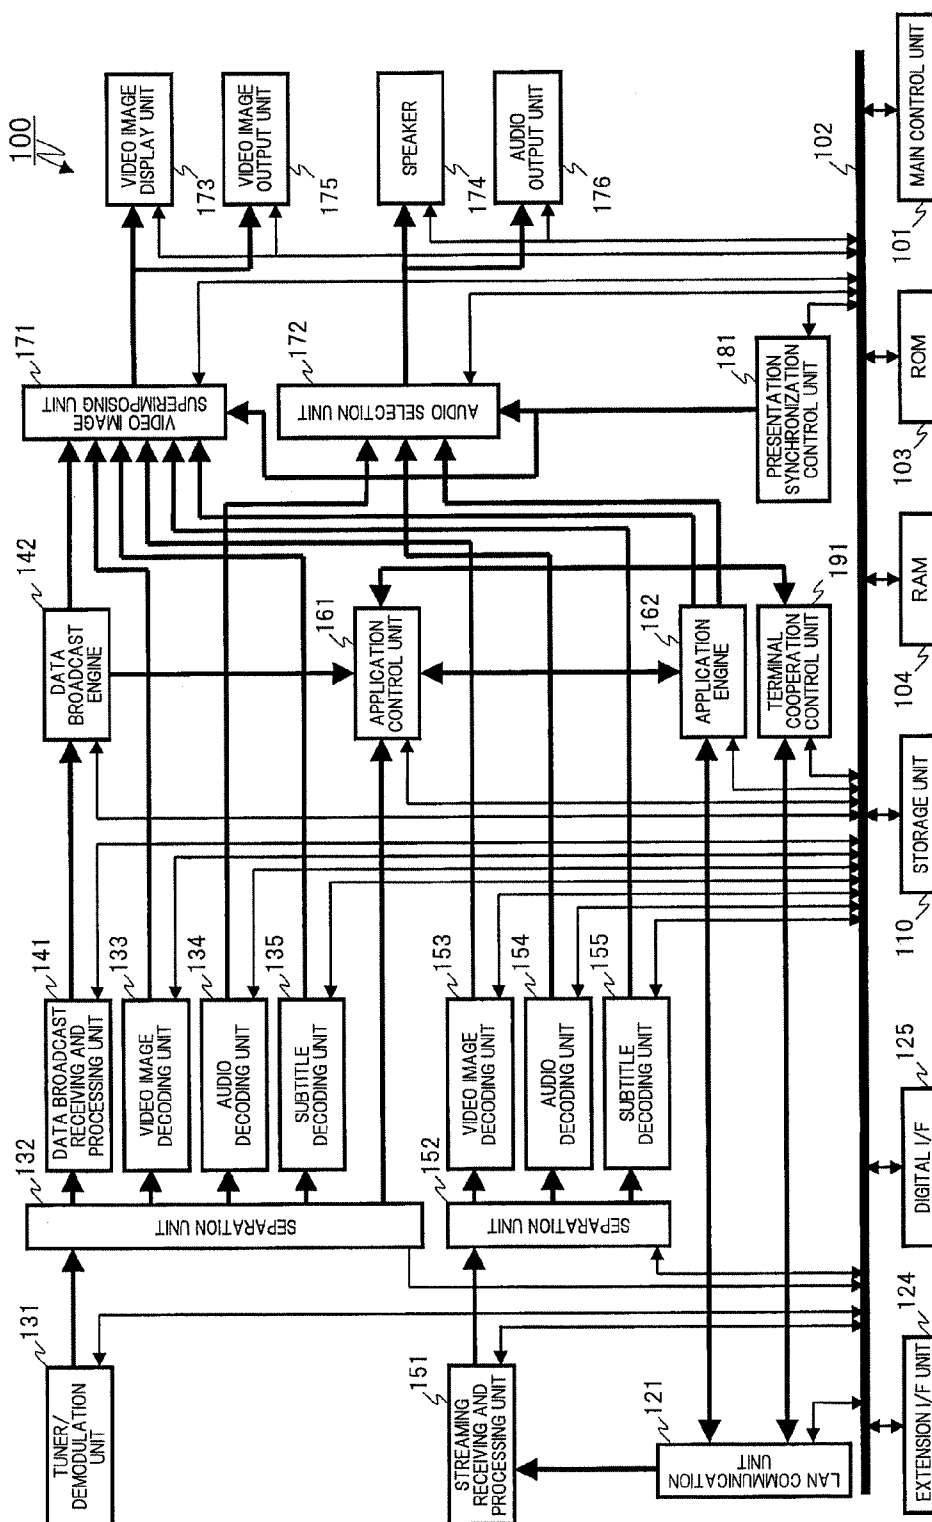 100
TUNER/
DEMODULATION
UNIT
131
SEPARATION UNIT
132
DATA BROADCAST
RECEIVING AND
PROCESSING UNIT
141
VIDEO IMAGE
DECODING UNIT
133
AUDIO
DECODING UNIT
134
SUBTITLE
DECODING UNIT
135
DATA
BROADCAST
ENGINE
142
VIDEO IMAGE
SUPERIMPOSING UNIT
171
VIDEO IMAGE
DISPLAY UNIT
173
VIDEO IMAGE
OUTPUT UNIT
175
AUDIO SELECTION UNIT
172
SPEAKER
174
AUDIO
OUTPUT UNIT
176
APPLICATION
CONTROL UNIT
161
STREAMING
RECEIVING AND
PROCESSING UNIT
151
SEPARATION UNIT
152
VIDEO IMAGE
DECODING UNIT
153
AUDIO
DECODING UNIT
154
SUBTITLE
DECODING UNIT
155
APPLICATION
ENGINE
162
TERMINAL
COOPERATION
CONTROL UNIT
191
PRESENTATION
SYNCHRONIZATION
CONTROL UNIT
181
LAN COMMUNICATION
UNIT
121
102
EXTENSION I/F UNIT
124
DIGITAL I/F
125
STORAGE UNIT
110
RAM
104
ROM
103
MAIN CONTROL UNIT
101